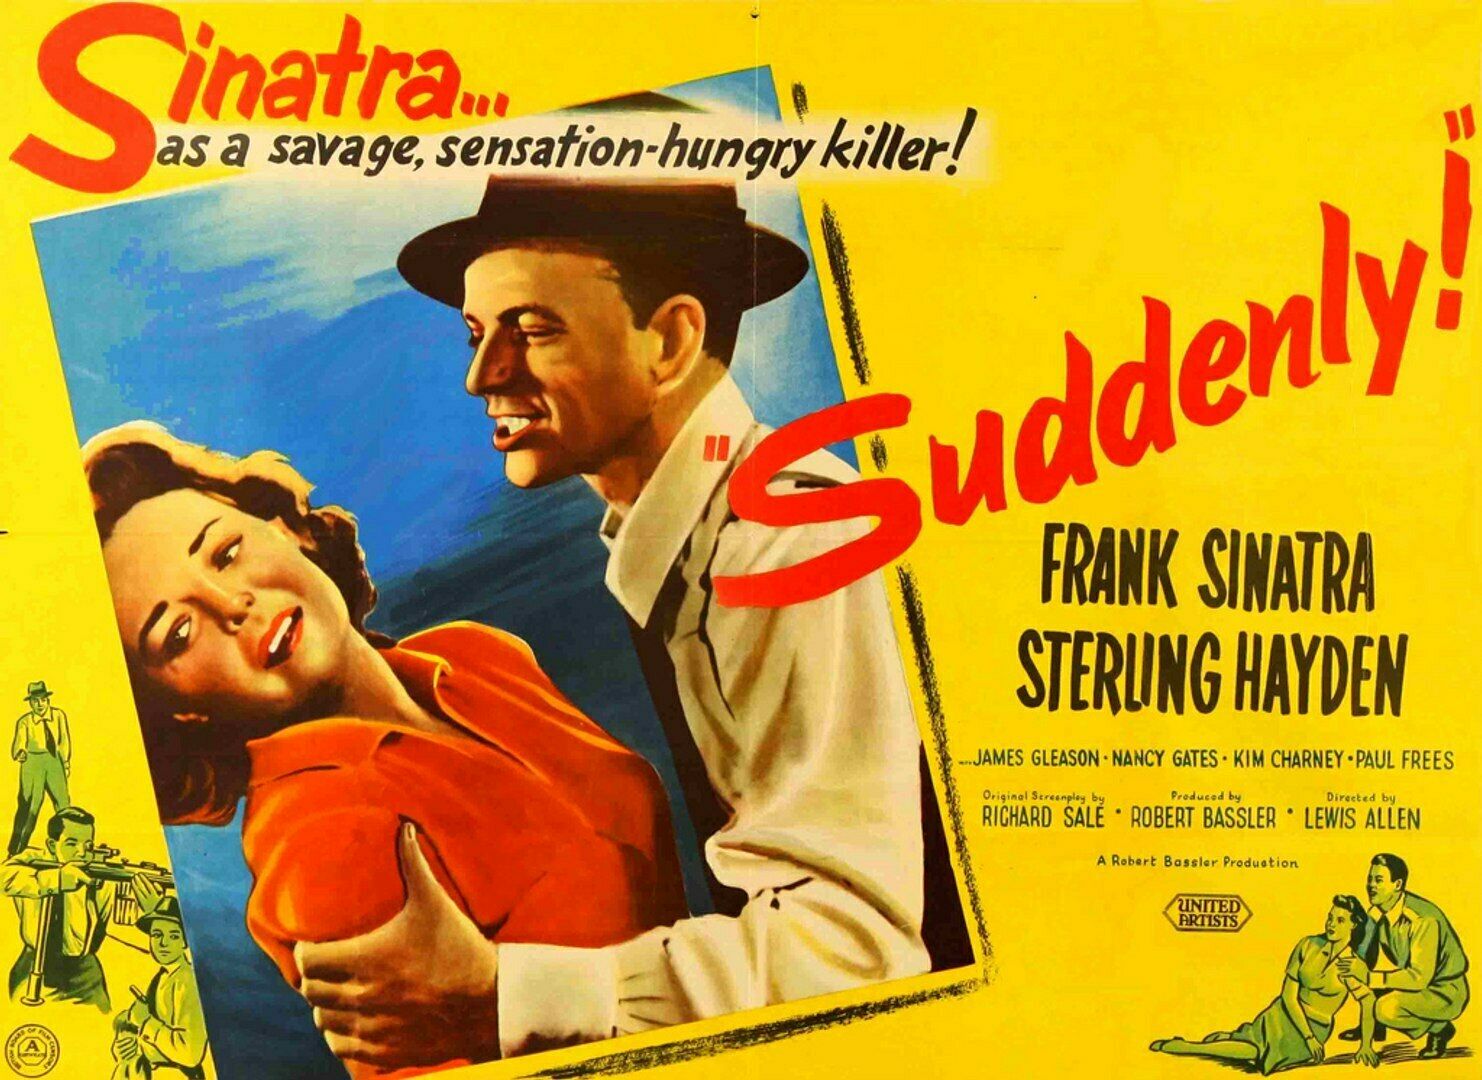 Sinatra...
as a savage, sensation-hungry killer!
"Suddenly!"
FRANK SINATRA
STERLING HAYDEN
JAMES GLEASON · NANCY GATES · KIM CHARNEY · PAUL FREES
Original Screenplay by
RICHARD SALE
Produced by
ROBERT BASSLER
Directed by
LEWIS ALLEN
A Robert Bassler Production
UNITED
ARTISTS
A